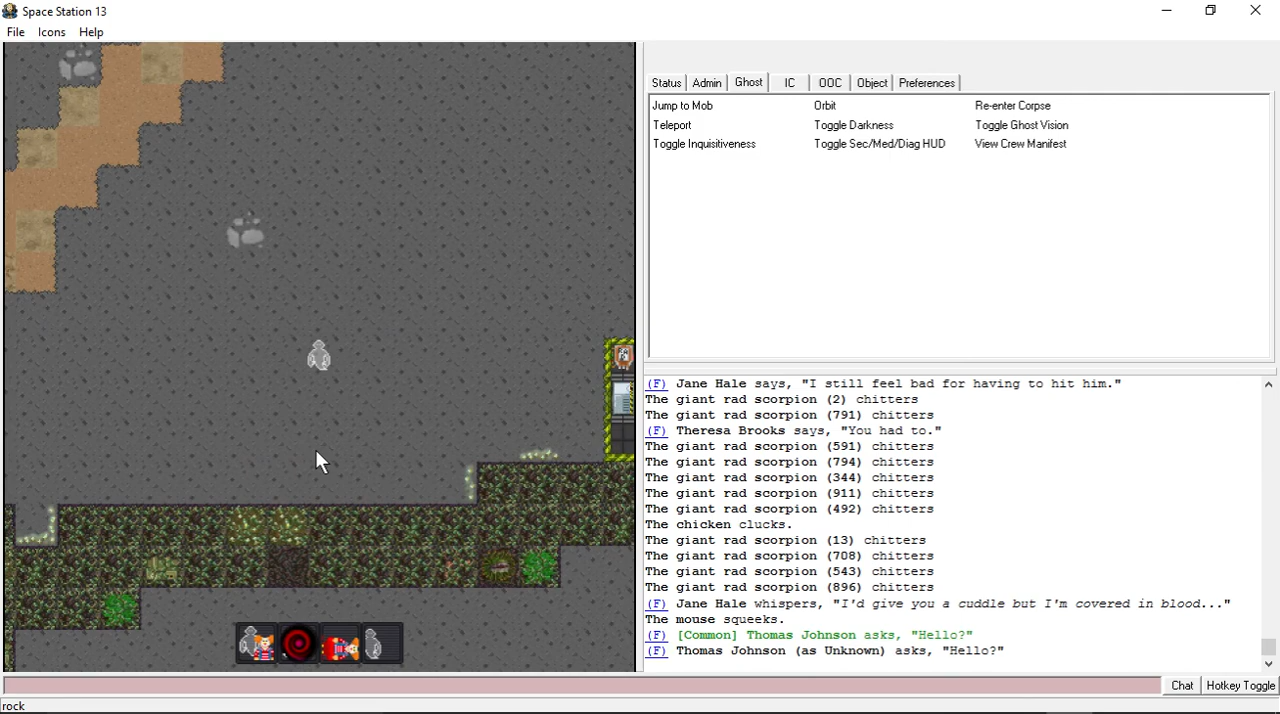 Space Station 13
File Icons Help
Status Admin Ghost IC OOC Object Preferences
Jump to Mob Orbit Re-enter Corpse
Teleport Toggle Darkness Toggle Ghost Vision
Toggle Inquisitiveness Toggle Sec/Med/Diag HUD View Crew Manifest
(F) Jane Hale says, "I still feel bad for having to hit him."
The giant rad scorpion (2) chitters
The giant rad scorpion (791) chitters
(F) Theresa Brooks says, "You had to."
The giant rad scorpion (591) chitters
The giant rad scorpion (794) chitters
The giant rad scorpion (344) chitters
The giant rad scorpion (911) chitters
The giant rad scorpion (492) chitters
The chicken clucks.
The giant rad scorpion (13) chitters
The giant rad scorpion (708) chitters
The giant rad scorpion (543) chitters
The giant rad scorpion (896) chitters
(F) Jane Hale whispers, "I'd give you a cuddle but I'm covered in blood..."
The mouse squeeks.
(F) [Common] Thomas Johnson asks, "Hello?"
(F) Thomas Johnson (as Unknown) asks, "Hello?"
Chat Hotkey Toggle
rock